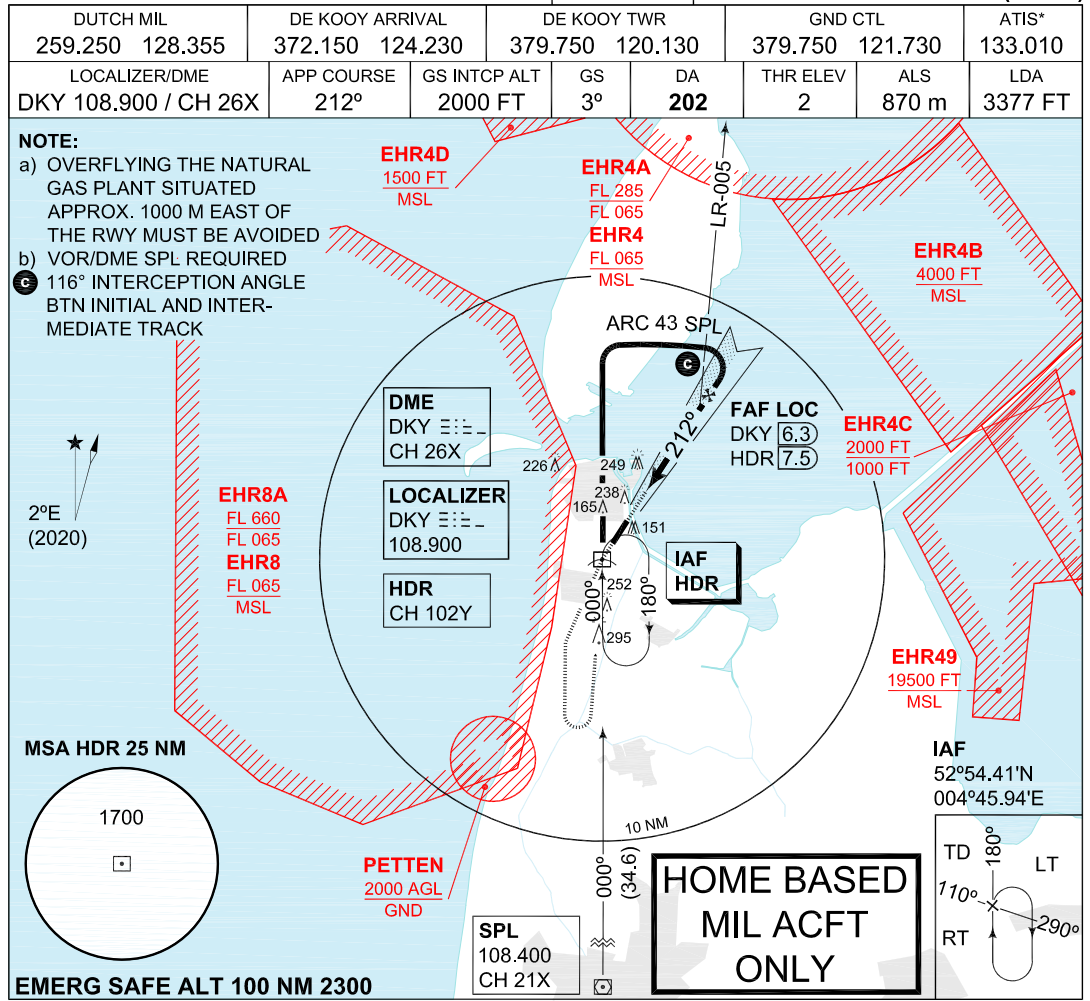 DUTCH MIL
259.250 128.355
DE KOOY ARRIVAL
372.150 124.230
DE KOOY TWR
379.750 120.130
GND CTL
379.750 121.730
ATIS*
133.010
LOCALIZER/DME
DKY 108.900 / CH 26X
APP COURSE
212º
GS INTCP ALT
2000 FT
GS
3º
DA
202
THR ELEV
2
ALS
870 m
LDA
3377 FT
NOTE:
a) OVERFLYING THE NATURAL
GAS PLANT SITUATED
APPROX. 1000 M EAST OF
THE RWY MUST BE AVOIDED
b) VOR/DME SPL REQUIRED
C 116° INTERCEPTION ANGLE
BTN INITIAL AND INTER-
MEDIATE TRACK
EHR4D
1500 FT
MSL
EHR4A
FL 285
FL 065
EHR4
FL 065
MSL
LR-005
EHR4B
4000 FT
MSL
ARC 43 SPL
C
212º
DME
DKY
CH 26X
FAF LOC
DKY 6.3
HDR 7.5
EHR4C
2000 FT
1000 FT
226
249
238
165
151
LOCALIZER
DKY
108.900
2ºE
(2020)
EHR8A
FL 660
FL 065
EHR8
FL 065
MSL
HDR
CH 102Y
IAF
HDR
000º
252
180º
295
EHR49
19500 FT
MSL
MSA HDR 25 NM
1700
IAF
52º54.41'N
004º45.94'E
10 NM
PETTEN
2000 AGL
GND
000º
(34.6)
SPL
108.400
CH 21X
HOME BASED
MIL ACFT
ONLY
TD
180º
LT
110º
290º
RT
EMERG SAFE ALT 100 NM 2300